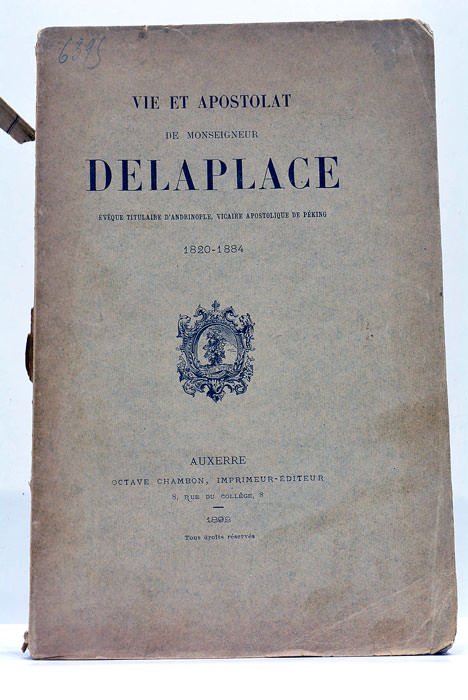 6395
VIE ET APOSTOLAT
DE MONSEIGNEUR
DELAPLACE
ÉVÊQUE TITULAIRE D'ANDRINOPLE, VICAIRE APOSTOLIQUE DE PÉKING
1820-1884
AUXERRE
OCTAVE CHAMBON, IMPRIMEUR-ÉDITEUR
8, RUE DU COLLÈGE, 8
1892
Tous droits réservés